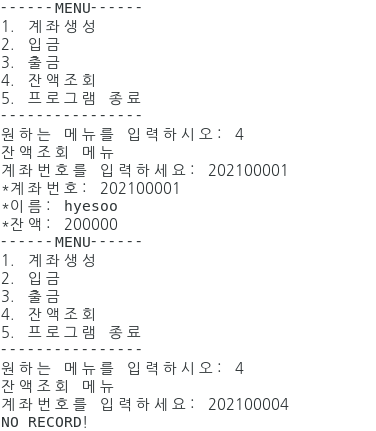 ------MENU------
1. 계좌생성
2. 입금
3. 출금
4. 잔액조회
5. 프로그램 종료
----------------
원하는 메뉴를 입력하시오: 4
잔액조회 메뉴
계좌번호를 입력하세요: 202100001
*계좌번호: 202100001
*이름: hyesoo
*잔액: 200000
------MENU------
1. 계좌생성
2. 입금
3. 출금
4. 잔액조회
5. 프로그램 종료
----------------
원하는 메뉴를 입력하시오: 4
잔액조회 메뉴
계좌번호를 입력하세요: 202100004
NO RECORD!